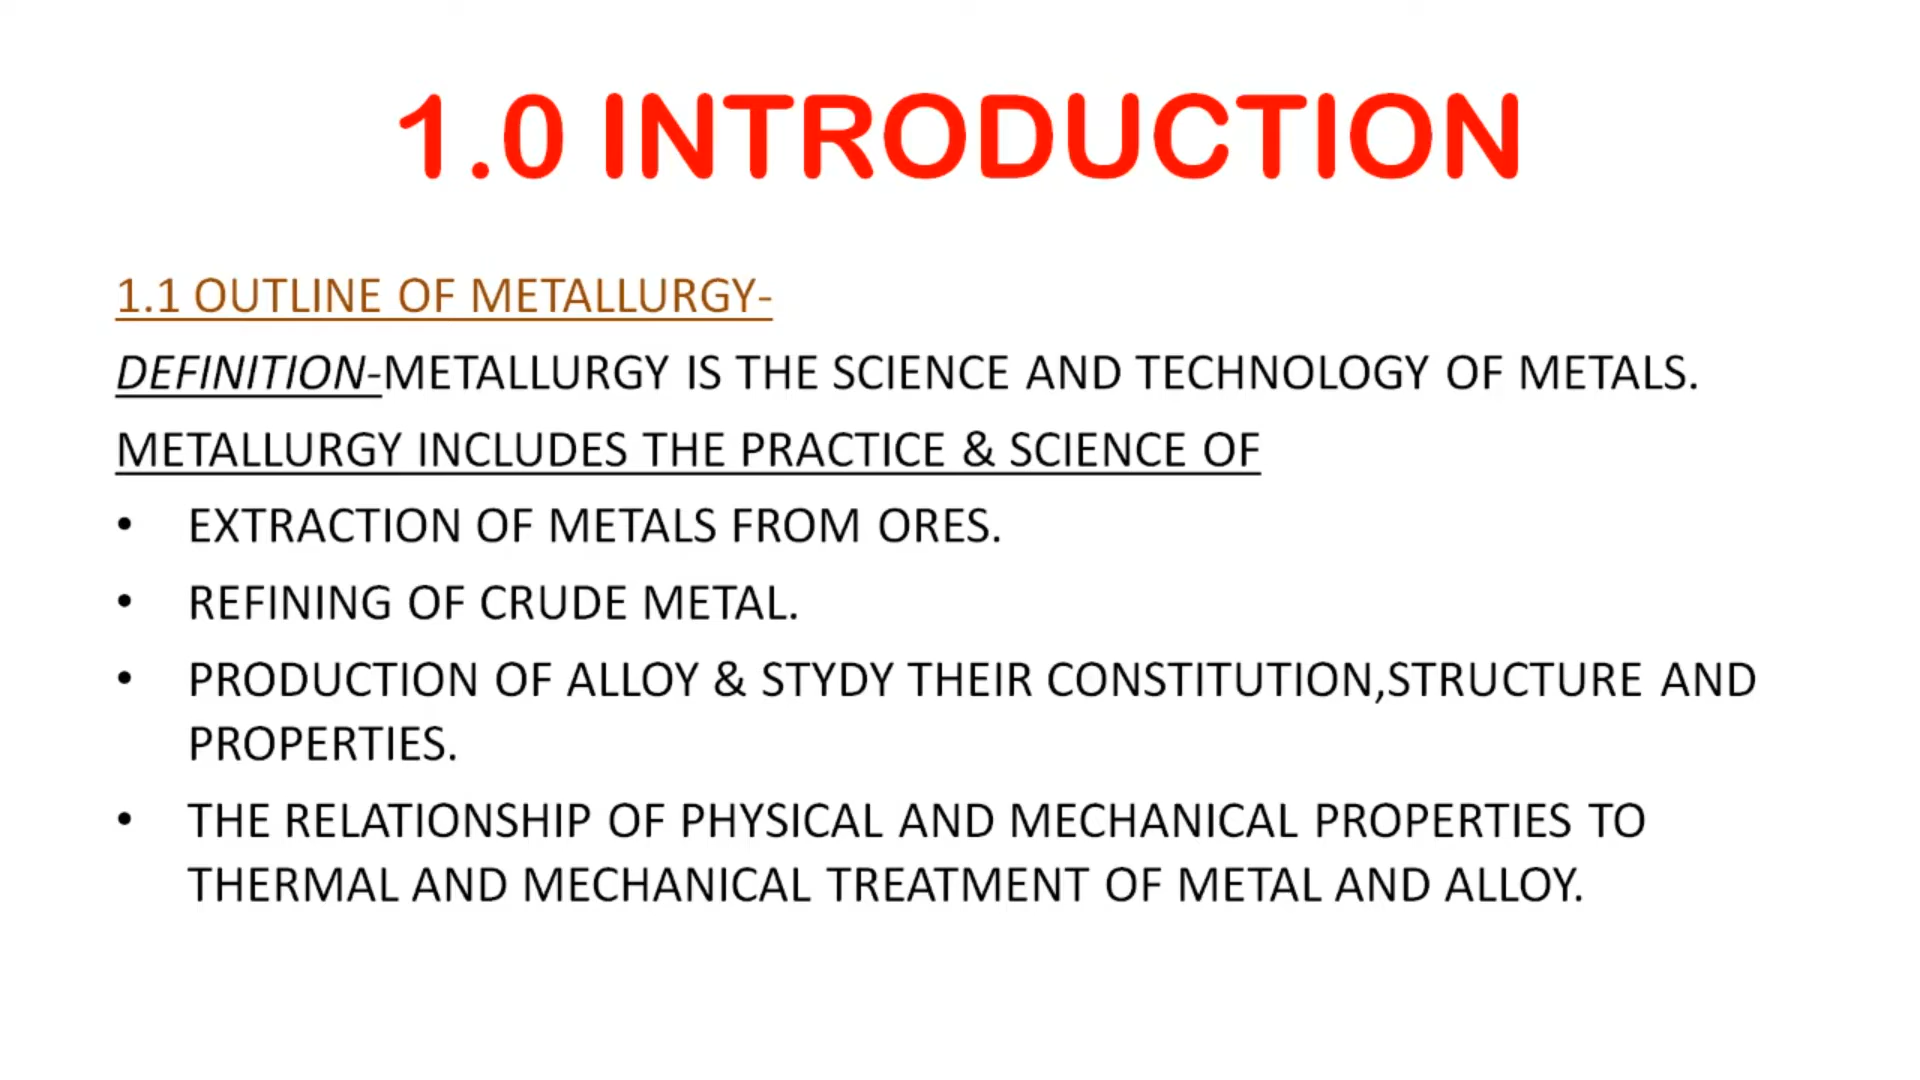 1.0 INTRODUCTION
1.1 OUTLINE OF METALLURGY-
DEFINITION-METALLURGY IS THE SCIENCE AND TECHNOLOGY OF METALS.
METALLURGY INCLUDES THE PRACTICE & SCIENCE OF
• EXTRACTION OF METALS FROM ORES.
• REFINING OF CRUDE METAL.
• PRODUCTION OF ALLOY & STYDY THEIR CONSTITUTION,STRUCTURE AND
PROPERTIES.
• THE RELATIONSHIP OF PHYSICAL AND MECHANICAL PROPERTIES TO
THERMAL AND MECHANICAL TREATMENT OF METAL AND ALLOY.